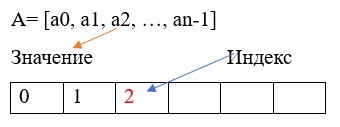 A= [a0, a1, a2, …, an-1]
Значение Индекс
0 1 2